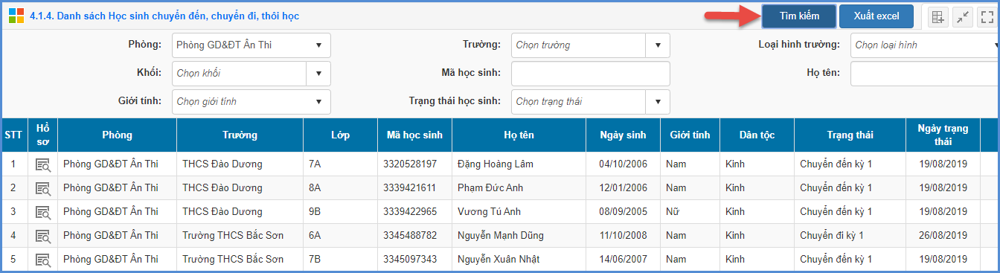 4.1.4. Danh sách Học sinh chuyển đến, chuyển đi, thôi học Tìm kiếm Xuất excel
Phòng: Phòng GD&ĐT Ân Thi Trường: Chọn trường Loại hình trường: Chọn loại hình
Khối: Chọn khối Mã học sinh: Họ tên:
Giới tính: Chọn giới tính Trạng thái học sinh: Chọn trạng thái
STT Hồ sơ Phòng Trường Lớp Mã học sinh Họ tên Ngày sinh Giới tính Dân tộc Trạng thái Ngày trạng thái
1 Phòng GD&ĐT Ân Thi THCS Đào Dương 7A 3320528197 Đặng Hoàng Lâm 04/10/2006 Nam Kinh Chuyển đến kỳ 1 19/08/2019
2 Phòng GD&ĐT Ân Thi THCS Đào Dương 8A 3339421611 Phạm Đức Anh 12/01/2006 Nam Kinh Chuyển đến kỳ 1 19/08/2019
3 Phòng GD&ĐT Ân Thi THCS Đào Dương 9B 3339422965 Vương Tú Anh 08/09/2005 Nữ Kinh Chuyển đến kỳ 1 19/08/2019
4 Phòng GD&ĐT Ân Thi Trường THCS Bắc Sơn 6A 3345488782 Nguyễn Mạnh Dũng 11/10/2008 Nam Kinh Chuyển đi kỳ 1 26/08/2019
5 Phòng GD&ĐT Ân Thi Trường THCS Bắc Sơn 7B 3345097343 Nguyễn Xuân Nhật 14/06/2007 Nam Kinh Chuyển đến kỳ 1 19/08/2019